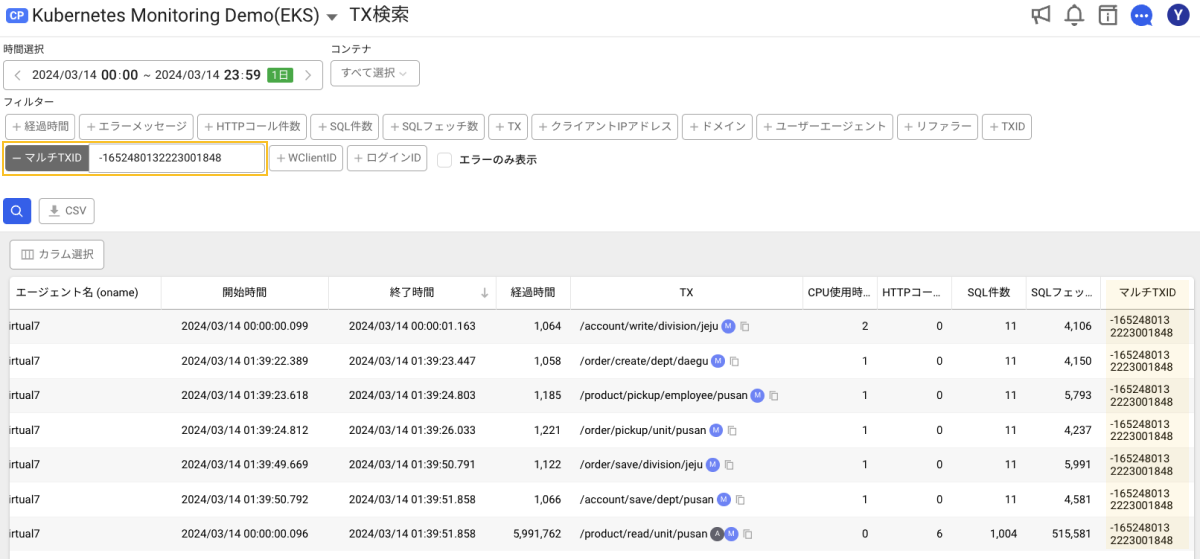 CP Kubernetes Monitoring Demo(EKS) TX検索 Y
時間選択 コンテナ
2024/03/14 00:00 ~ 2024/03/14 23:59 1日 すべて選択
フィルター
+ 経過時間 + エラーメッセージ + HTTPコール件数 + SQL件数 + SQLフェッチ数 + TX + クライアントIPアドレス + ドメイン + ユーザーエージェント + リファラー + TXID
− マルチTXID -1652480132223001848 + WClientID + ログインID エラーのみ表示
CSV
カラム選択
エージェント名 (oname) 開始時間 終了時間 ↓ 経過時間 TX CPU使用時... HTTPコー... SQL件数 SQLフェッ... マルチTXID
irtual7 2024/03/14 00:00:00.099 2024/03/14 00:00:01.163 1,064 /account/write/division/jeju M 2 0 11 4,106 -165248013
2223001848
irtual7 2024/03/14 01:39:22.389 2024/03/14 01:39:23.447 1,058 /order/create/dept/daegu M 1 0 11 4,150 -165248013
2223001848
irtual7 2024/03/14 01:39:23.618 2024/03/14 01:39:24.803 1,185 /product/pickup/employee/pusan M 1 0 11 5,793 -165248013
2223001848
irtual7 2024/03/14 01:39:24.812 2024/03/14 01:39:26.033 1,221 /order/pickup/unit/pusan M 1 0 11 4,237 -165248013
2223001848
irtual7 2024/03/14 01:39:49.669 2024/03/14 01:39:50.791 1,122 /order/save/division/jeju M 1 0 11 5,991 -165248013
2223001848
irtual7 2024/03/14 01:39:50.792 2024/03/14 01:39:51.858 1,066 /account/save/dept/pusan M 1 0 11 4,581 -165248013
2223001848
irtual7 2024/03/14 00:00:00.096 2024/03/14 01:39:51.858 5,991,762 /product/read/unit/pusan A M 0 6 1,004 515,581 -165248013
2223001848